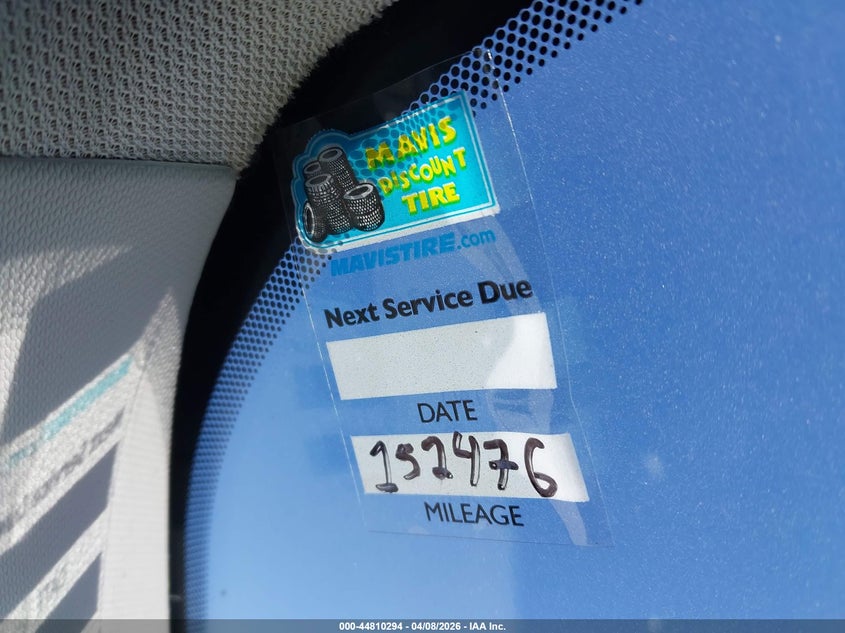 MAVIS
DISCOUNT
TIRE
MAVISTIRE.com
Next Service Due
DATE
152476
MILEAGE
000-44810294 - 04/08/2026 - IAA Inc.